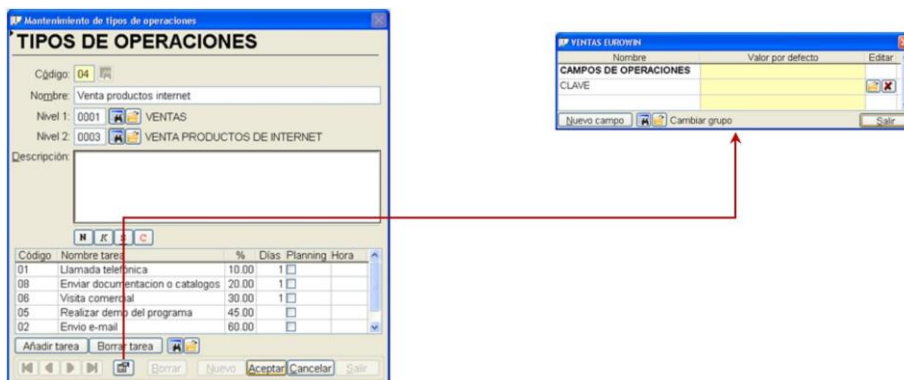 Mantenimiento de tipos de operaciones
TIPOS DE OPERACIONES
Código: 04
Nombre: Venta productos internet
Nivel 1: 0001 VENTAS
Nivel 2: 0003 VENTA PRODUCTOS DE INTERNET
Descripción:
N K S C
Código Nombre tarea % Días Planning Hora
01 Llamada telefónica 10.00 1
08 Enviar documentacion o catalogos 20.00 1
06 Visita comercial 30.00 1
05 Realizar demo del programa 45.00
02 Envio e-mail 60.00
Añadir tarea Borrar tarea
Borrar Nuevo Aceptar Cancelar Salir
VENTAS EUROWIN
Nombre Valor por defecto Editar
CAMPOS DE OPERACIONES
CLAVE
Nuevo campo Cambiar grupo Salir